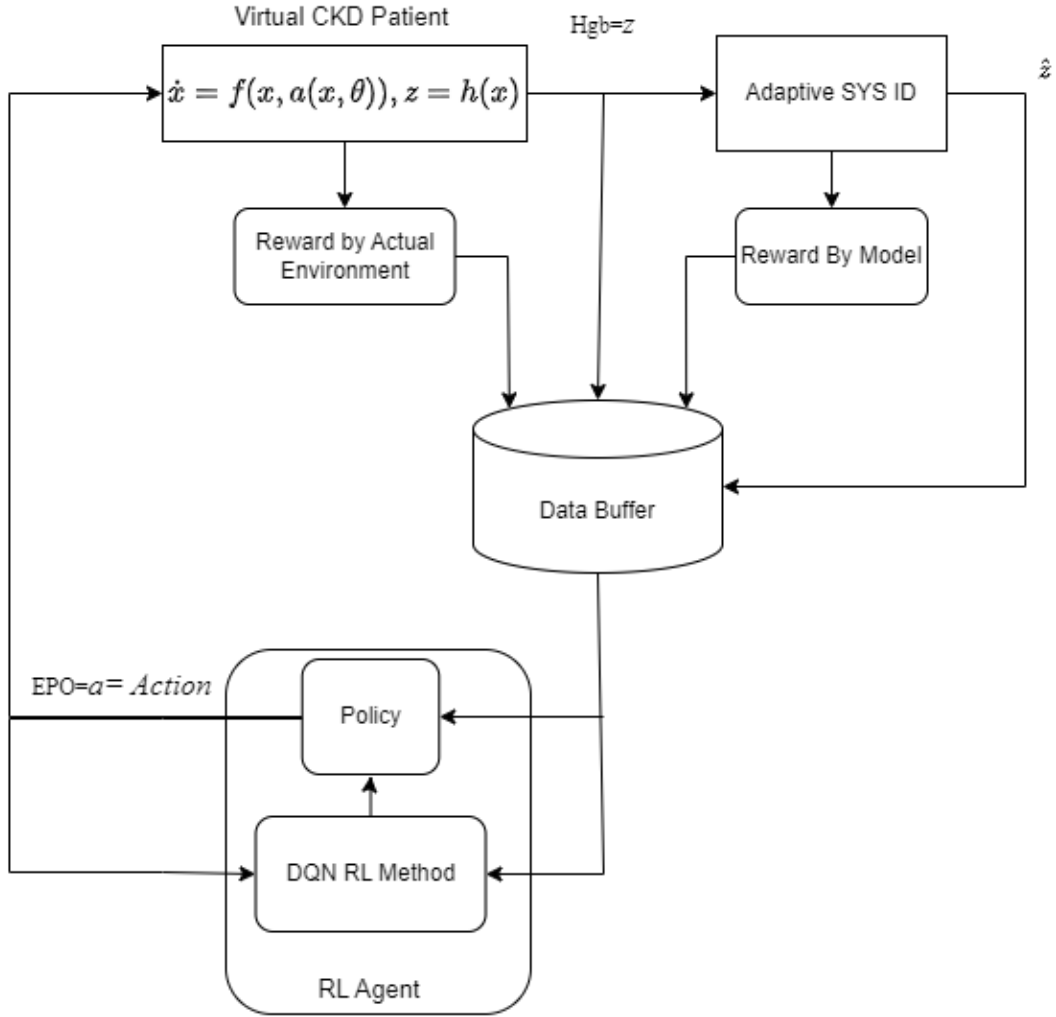 Virtual CKD Patient
Hgb=z
ẋ = f(x, a(x, θ)), z = h(x)
Adaptive SYS ID
ẑ
Reward by Actual
Environment
Reward By Model
Data Buffer
EPO=a= Action
Policy
DQN RL Method
RL Agent